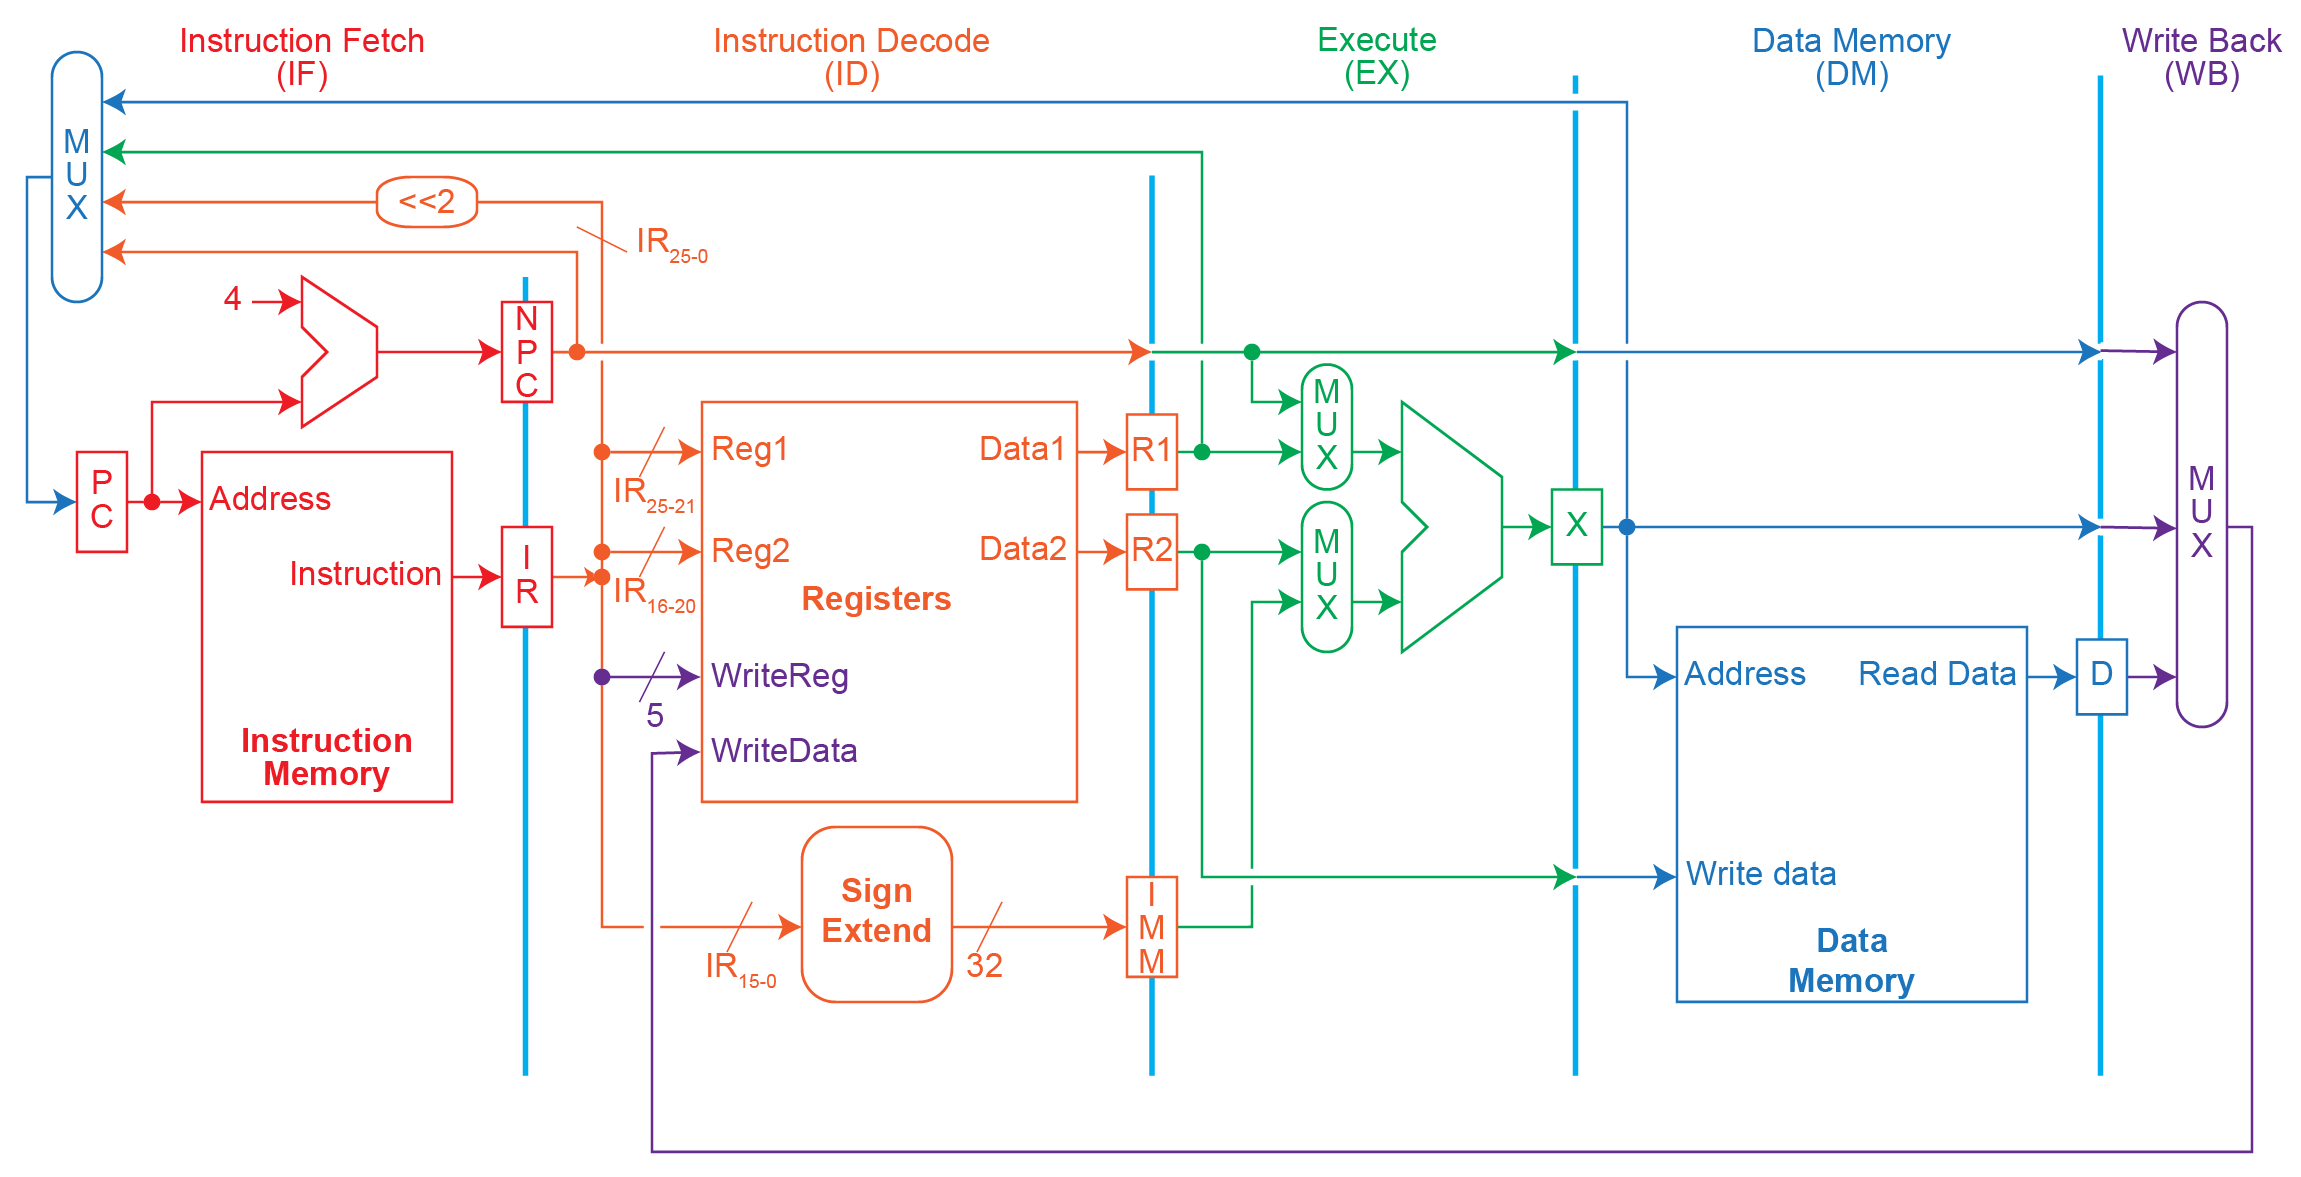 Instruction Fetch
(IF)
Instruction Decode
(ID)
Execute
(EX)
Data Memory
(DM)
Write Back
(WB)
M
U
X
<<2
IR25-0
4
N
P
C
P
C
Address
Instruction
Instruction
Memory
I
R
Reg1
IR25-21
Reg2
IR16-20
Registers
WriteReg
5
WriteData
Data1
Data2
R1
R2
Sign
Extend
IR15-0
32
I
M
M
M
U
X
M
U
X
X
Address
Read Data
Write data
Data
Memory
D
M
U
X